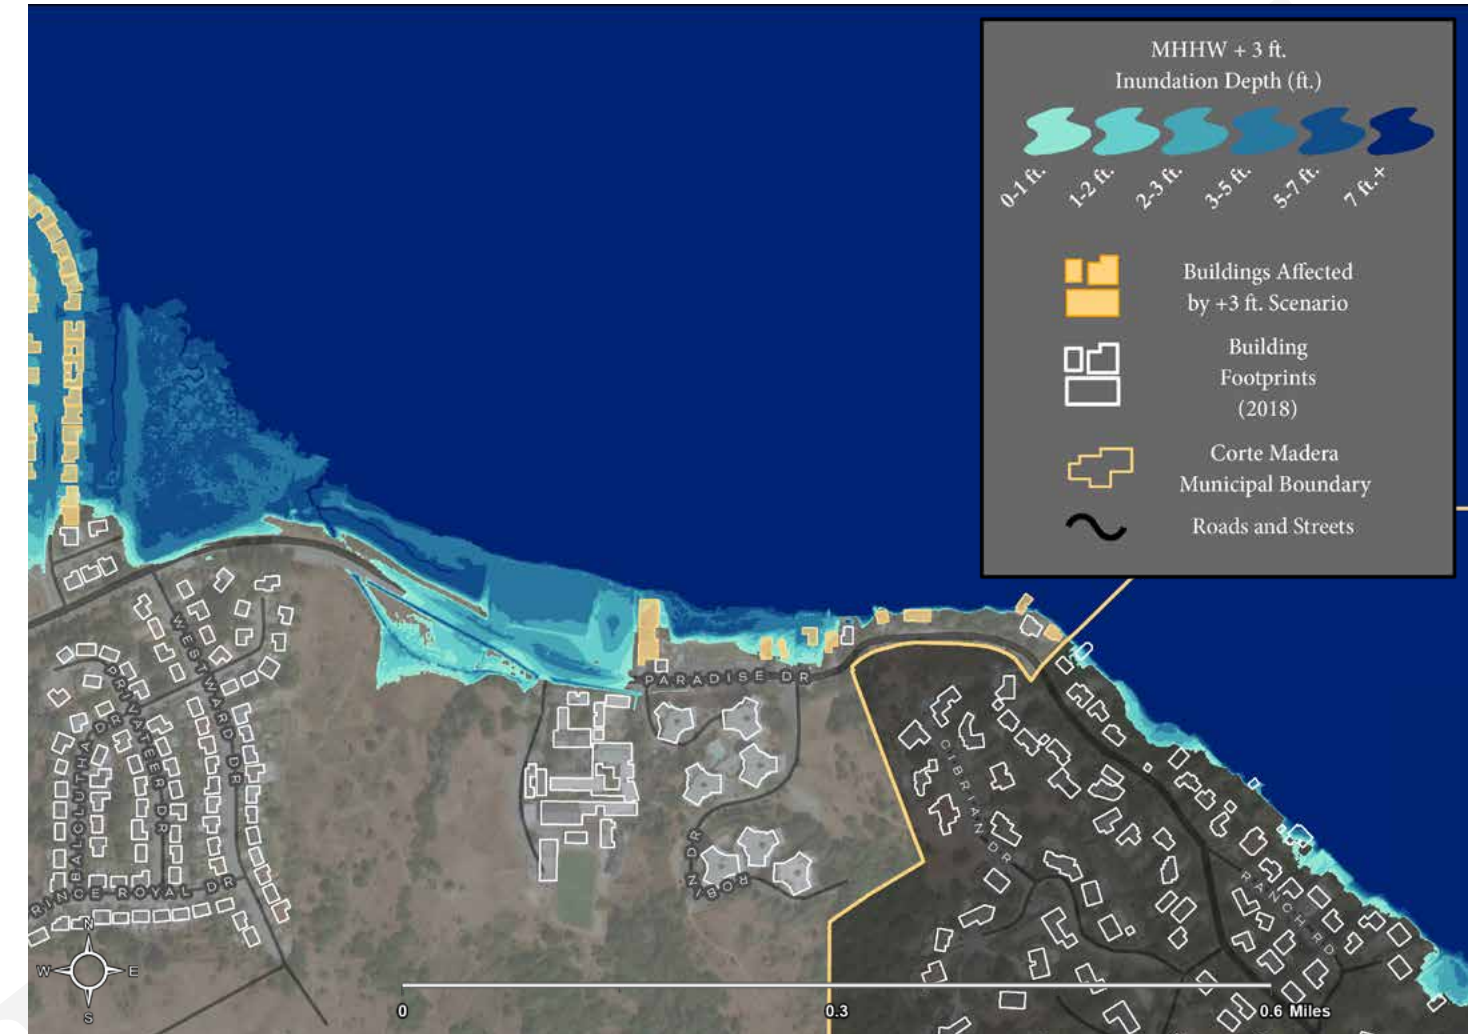 MHHW + 3 ft.
Inundation Depth (ft.)
0-1 ft.
1-2 ft.
2-3 ft.
3-5 ft.
5-7 ft.
7 ft.+
Buildings Affected
by +3 ft. Scenario
Building
Footprints
(2018)
Corte Madera
Municipal Boundary
Roads and Streets
WESTWARD DR
PRIVATEER DR
BALCLUTHA DR
RINCE ROYAL DR
PARADISE DR
ROBIN DR
CIBRIAN DR
RANCH RD
N
W E
S
0 0.3 0.6 Miles